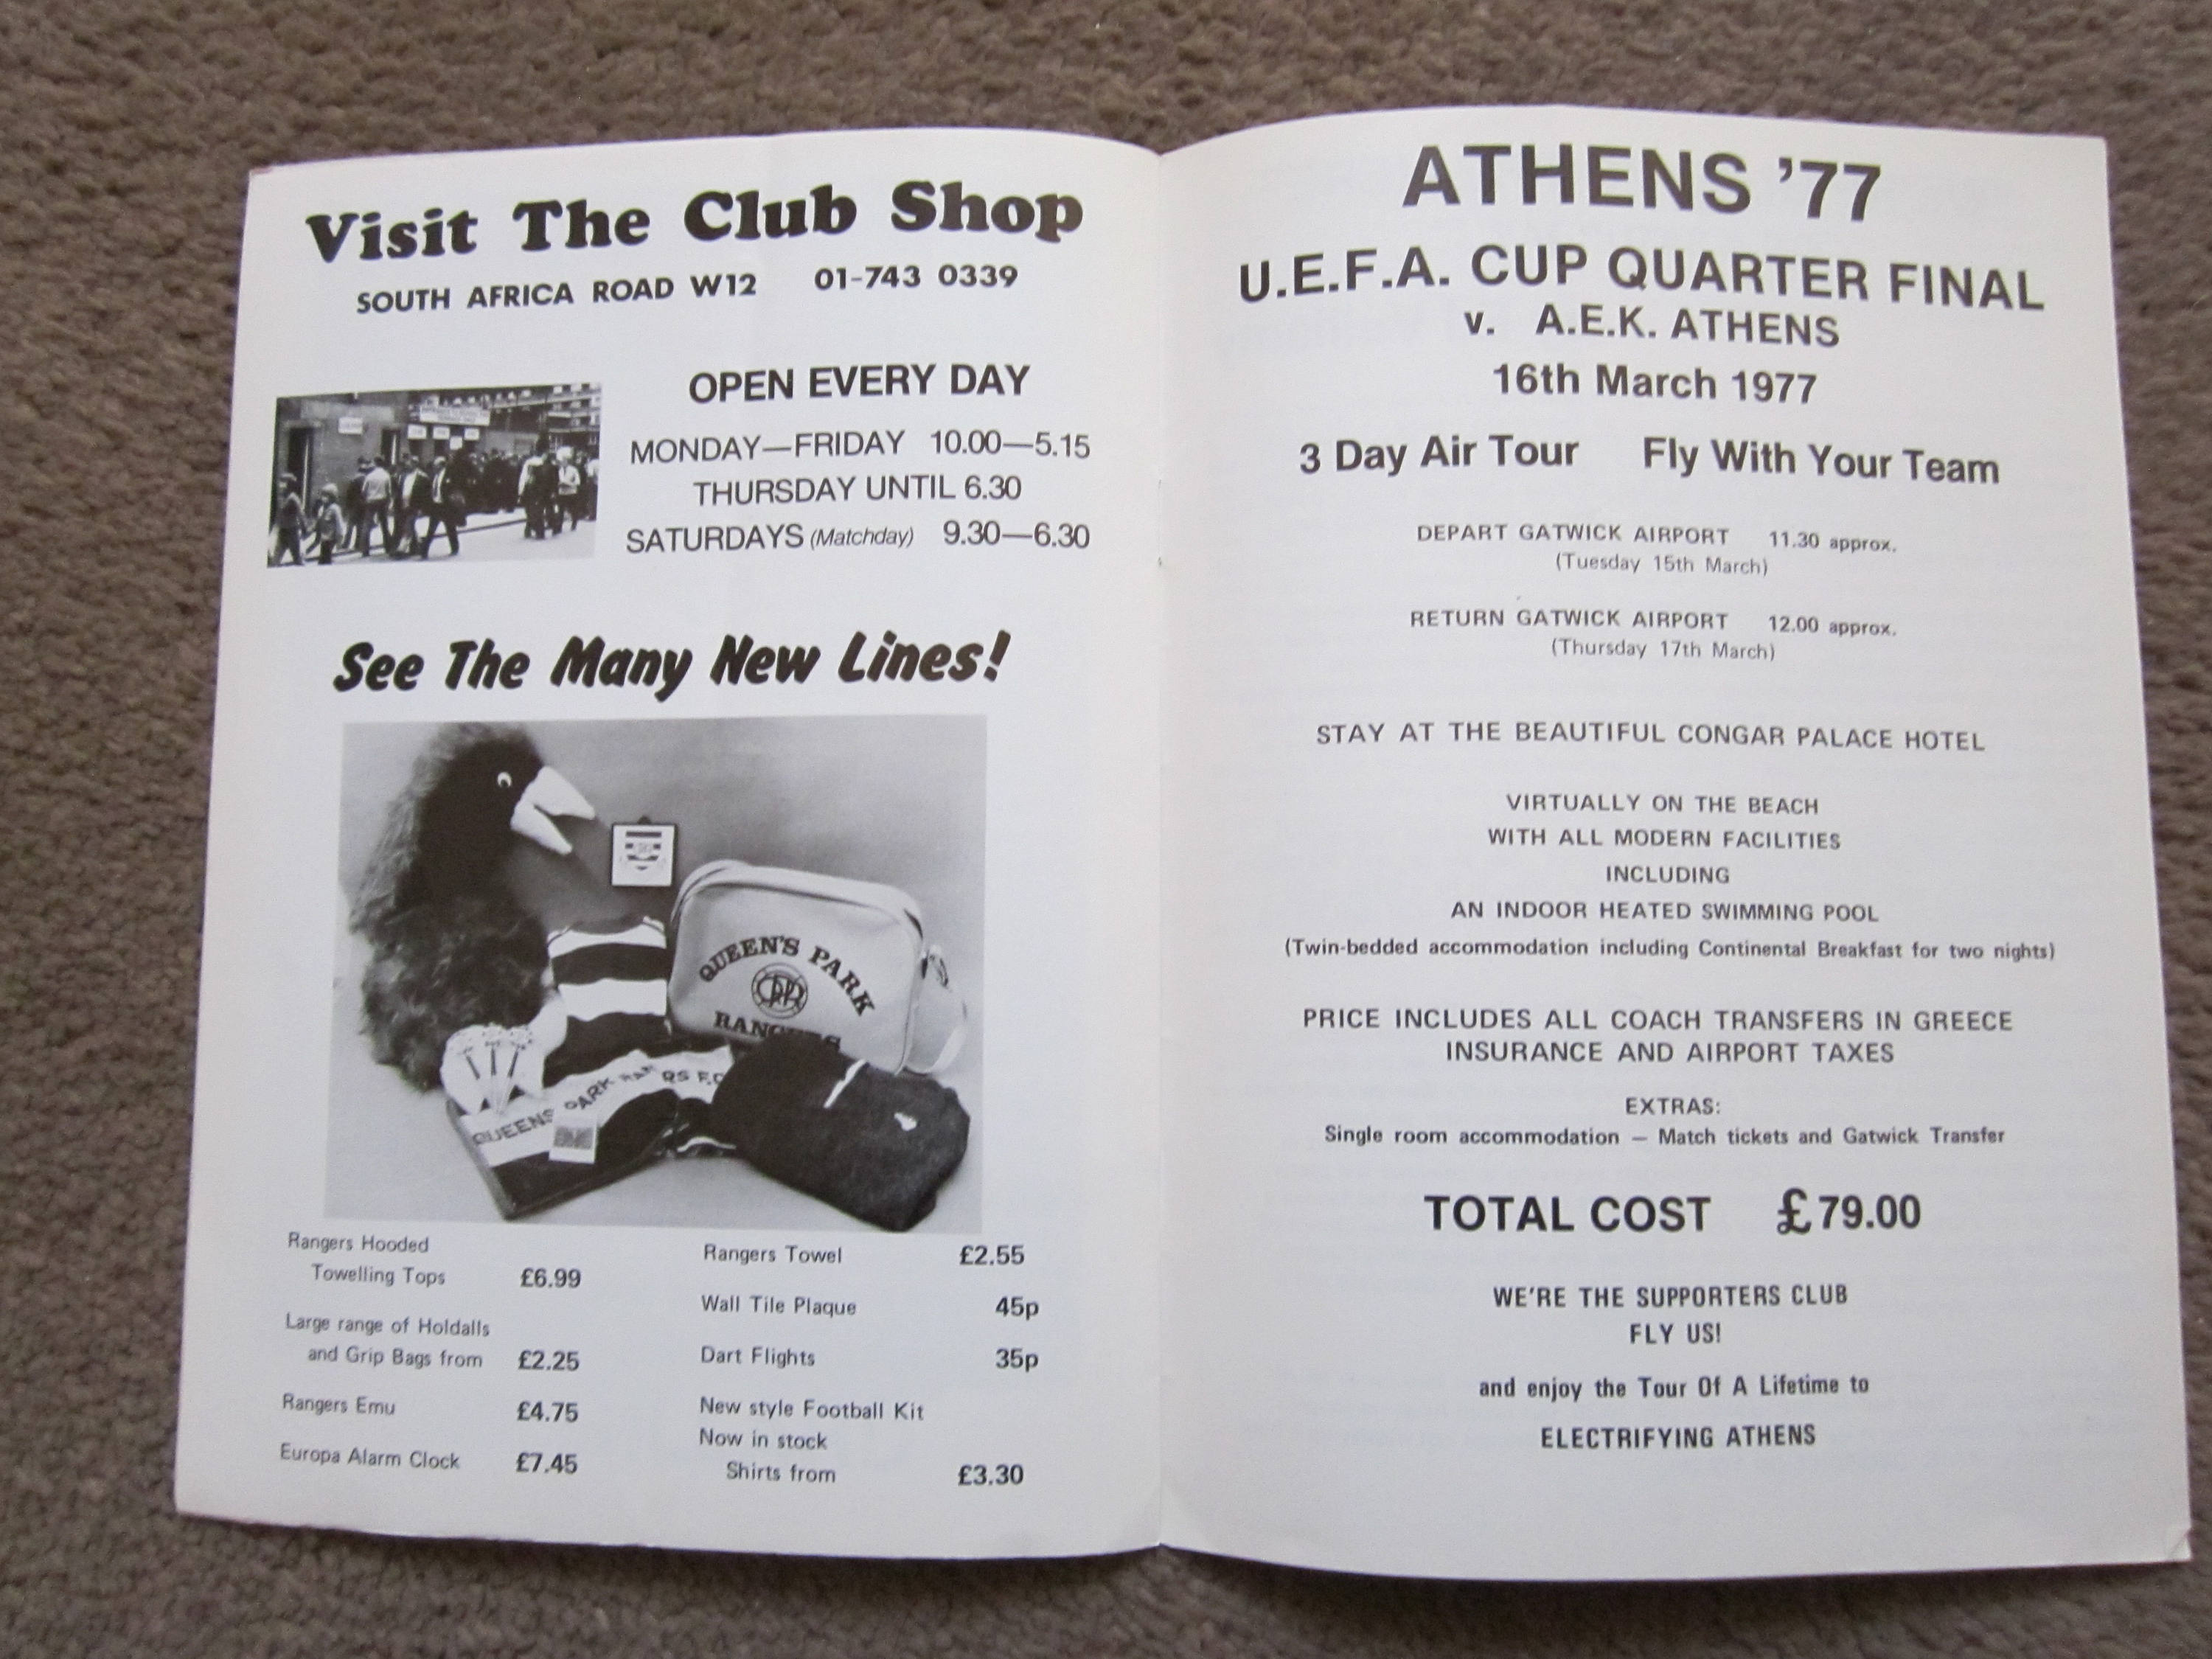 Visit The Club Shop
SOUTH AFRICA ROAD W12 01-743 0339
OPEN EVERY DAY
MONDAY—FRIDAY 10.00—5.15
THURSDAY UNTIL 6.30
SATURDAYS (Matchday) 9.30—6.30
See The Many New Lines!
QUEEN'S PARK
QPR
RANGERS
QUEENS PARK RANGERS F.C
Rangers Hooded
Towelling Tops £6.99
Large range of Holdalls
and Grip Bags from £2.25
Rangers Emu £4.75
Europa Alarm Clock £7.45
Rangers Towel £2.55
Wall Tile Plaque 45p
Dart Flights 35p
New style Football Kit
Now in stock
Shirts from £3.30
ATHENS '77
U.E.F.A. CUP QUARTER FINAL
v. A.E.K. ATHENS
16th March 1977
3 Day Air Tour Fly With Your Team
DEPART GATWICK AIRPORT 11.30 approx.
(Tuesday 15th March)
RETURN GATWICK AIRPORT 12.00 approx.
(Thursday 17th March)
STAY AT THE BEAUTIFUL CONGAR PALACE HOTEL
VIRTUALLY ON THE BEACH
WITH ALL MODERN FACILITIES
INCLUDING
AN INDOOR HEATED SWIMMING POOL
(Twin-bedded accommodation including Continental Breakfast for two nights)
PRICE INCLUDES ALL COACH TRANSFERS IN GREECE
INSURANCE AND AIRPORT TAXES
EXTRAS:
Single room accommodation — Match tickets and Gatwick Transfer
TOTAL COST £79.00
WE'RE THE SUPPORTERS CLUB
FLY US!
and enjoy the Tour Of A Lifetime to
ELECTRIFYING ATHENS